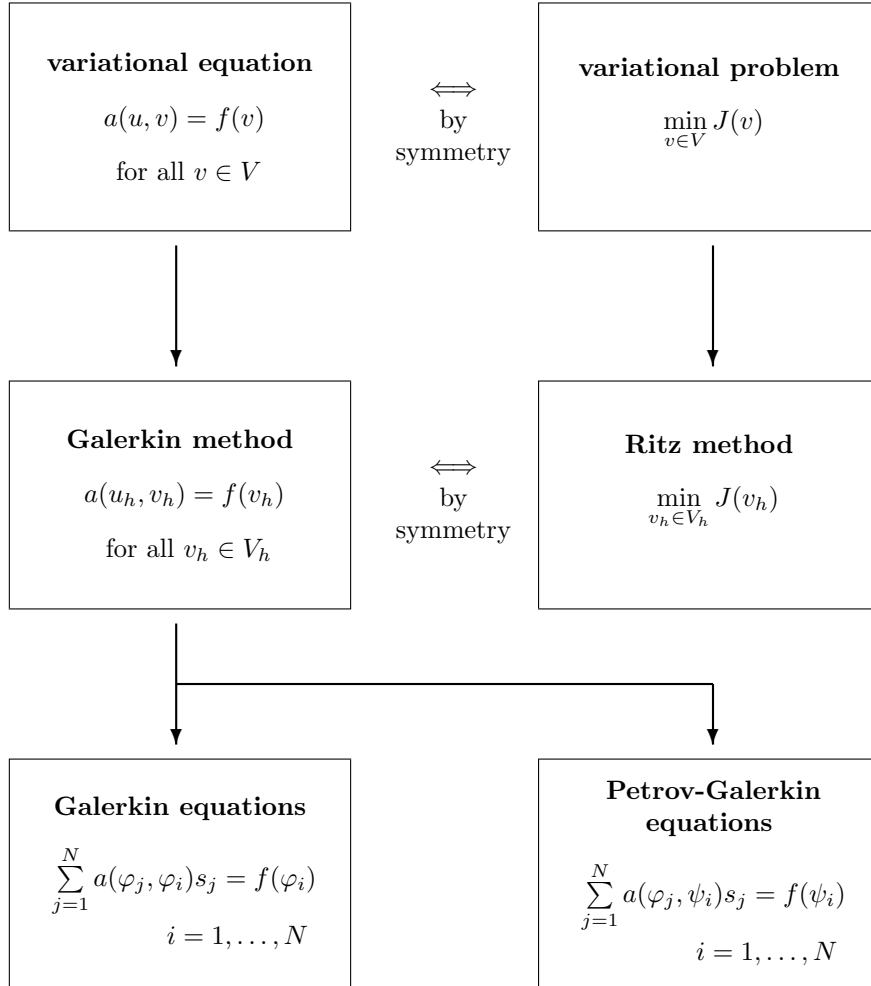 variational equation
a(u, v) = f(v)
for all v ∈ V
⟺
by
symmetry
variational problem
min J(v)
v∈V
Galerkin method
a(u_h, v_h) = f(v_h)
for all v_h ∈ V_h
⟺
by
symmetry
Ritz method
min J(v_h)
v_h∈V_h
Galerkin equations
N
∑ a(φ_j, φ_i)s_j = f(φ_i)
j=1
i = 1, . . . , N
Petrov-Galerkin
equations
N
∑ a(φ_j, ψ_i)s_j = f(ψ_i)
j=1
i = 1, . . . , N